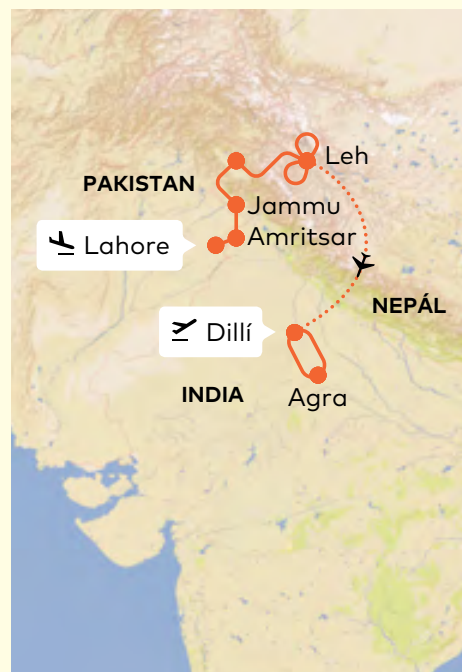 Leh
PAKISTAN
Jammu
Amritsar
Lahore
NEPÁL
Dillí
INDIA
Agra